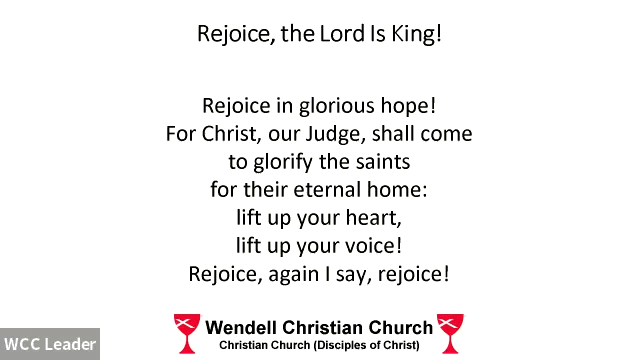 Rejoice, the Lord Is King!
Rejoice in glorious hope!
For Christ, our Judge, shall come
to glorify the saints
for their eternal home:
lift up your heart,
lift up your voice!
Rejoice, again I say, rejoice!
Wendell Christian Church
Christian Church (Disciples of Christ)
WCC Leader